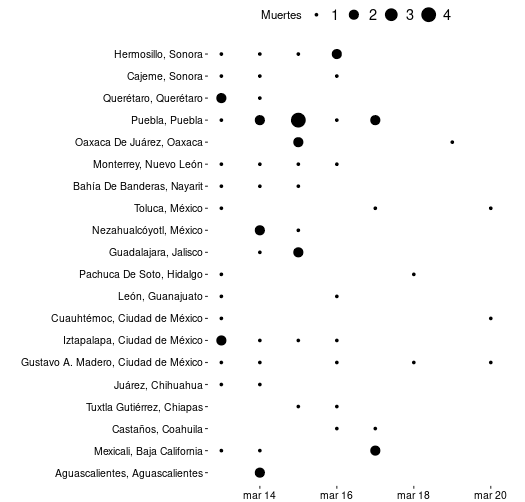 Muertes 1 2 3 4
Hermosillo, Sonora
Cajeme, Sonora
Querétaro, Querétaro
Puebla, Puebla
Oaxaca De Juárez, Oaxaca
Monterrey, Nuevo León
Bahía De Banderas, Nayarit
Toluca, México
Nezahualcóyotl, México
Guadalajara, Jalisco
Pachuca De Soto, Hidalgo
León, Guanajuato
Cuauhtémoc, Ciudad de México
Iztapalapa, Ciudad de México
Gustavo A. Madero, Ciudad de México
Juárez, Chihuahua
Tuxtla Gutiérrez, Chiapas
Castaños, Coahuila
Mexicali, Baja California
Aguascalientes, Aguascalientes
mar 14 mar 16 mar 18 mar 20